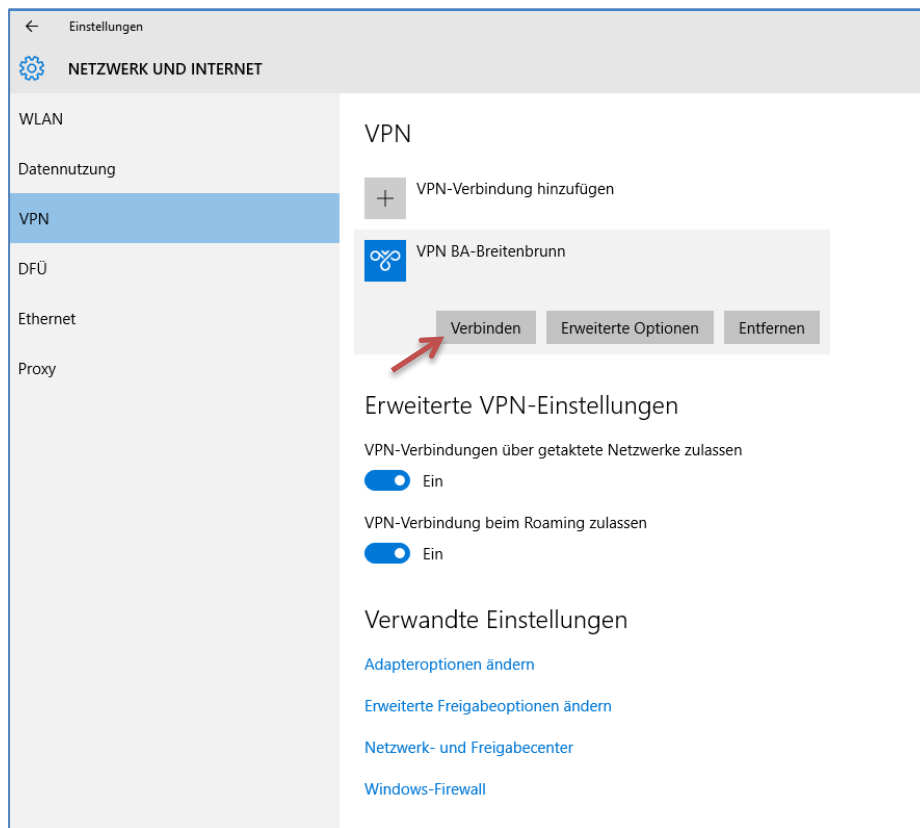 Einstellungen
NETZWERK UND INTERNET
WLAN
Datennutzung
VPN
DFÜ
Ethernet
Proxy
VPN
VPN-Verbindung hinzufügen
VPN BA-Breitenbrunn
Verbinden Erweiterte Optionen Entfernen
Erweiterte VPN-Einstellungen
VPN-Verbindungen über getaktete Netzwerke zulassen
Ein
VPN-Verbindung beim Roaming zulassen
Ein
Verwandte Einstellungen
Adapteroptionen ändern
Erweiterte Freigabeoptionen ändern
Netzwerk- und Freigabecenter
Windows-Firewall